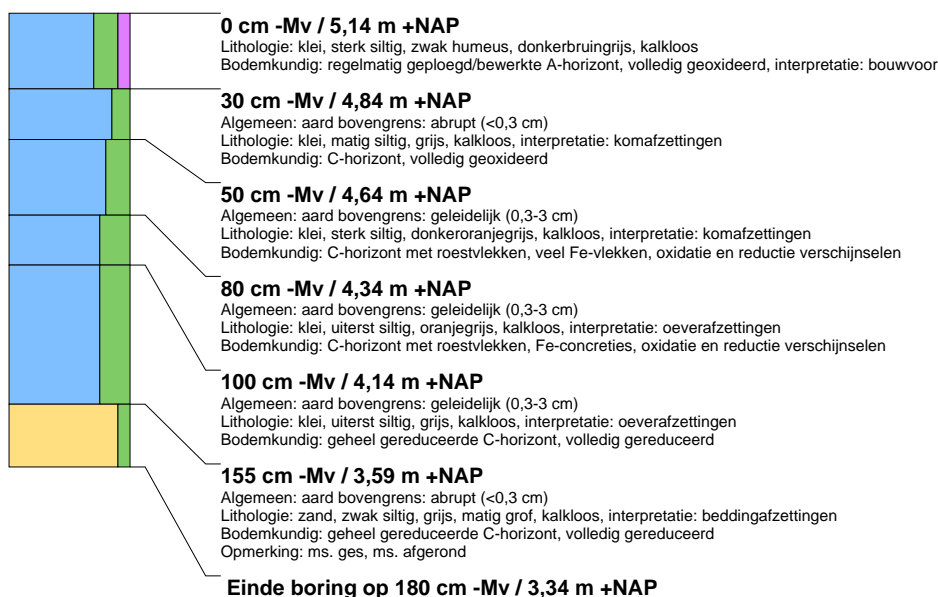 0 cm -Mv / 5,14 m +NAP
Lithologie: klei, sterk siltig, zwak humeus, donkerbruingrijs, kalkloos
Bodemkundig: regelmatig geploegd/bewerkte A-horizont, volledig geoxideerd, interpretatie: bouwvoor
30 cm -Mv / 4,84 m +NAP
Algemeen: aard bovengrens: abrupt (<0,3 cm)
Lithologie: klei, matig siltig, grijs, kalkloos, interpretatie: komafzettingen
Bodemkundig: C-horizont, volledig geoxideerd
50 cm -Mv / 4,64 m +NAP
Algemeen: aard bovengrens: geleidelijk (0,3-3 cm)
Lithologie: klei, sterk siltig, donkeroranjegrijs, kalkloos, interpretatie: komafzettingen
Bodemkundig: C-horizont met roestvlekken, veel Fe-vlekken, oxidatie en reductie verschijnselen
80 cm -Mv / 4,34 m +NAP
Algemeen: aard bovengrens: geleidelijk (0,3-3 cm)
Lithologie: klei, uiterst siltig, oranjegrijs, kalkloos, interpretatie: oeverafzettingen
Bodemkundig: C-horizont met roestvlekken, Fe-concreties, oxidatie en reductie verschijnselen
100 cm -Mv / 4,14 m +NAP
Algemeen: aard bovengrens: geleidelijk (0,3-3 cm)
Lithologie: klei, uiterst siltig, grijs, kalkloos, interpretatie: oeverafzettingen
Bodemkundig: geheel gereduceerde C-horizont, volledig gereduceerd
155 cm -Mv / 3,59 m +NAP
Algemeen: aard bovengrens: abrupt (<0,3 cm)
Lithologie: zand, zwak siltig, grijs, matig grof, kalkloos, interpretatie: beddingafzettingen
Bodemkundig: geheel gereduceerde C-horizont, volledig gereduceerd
Opmerking: ms. ges, ms. afgerond
Einde boring op 180 cm -Mv / 3,34 m +NAP